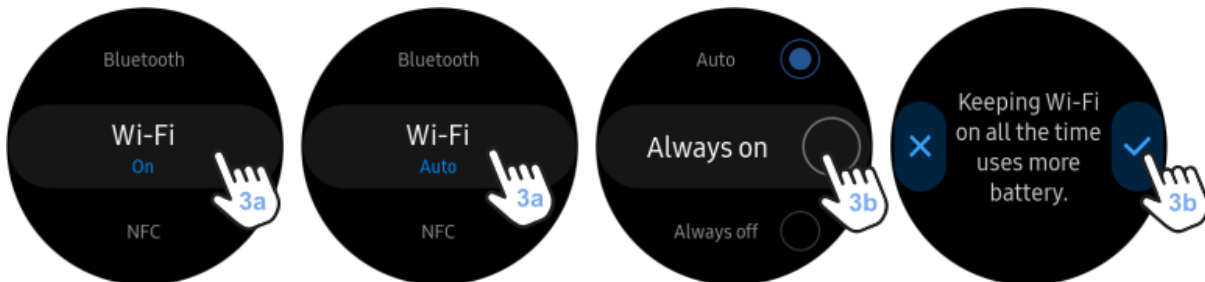 Bluetooth
Wi-Fi
On
3a
NFC
Bluetooth
Wi-Fi
Auto
3a
NFC
Auto
Always on
3b
Always off
Keeping Wi-Fi
on all the time
uses more
battery.
3b